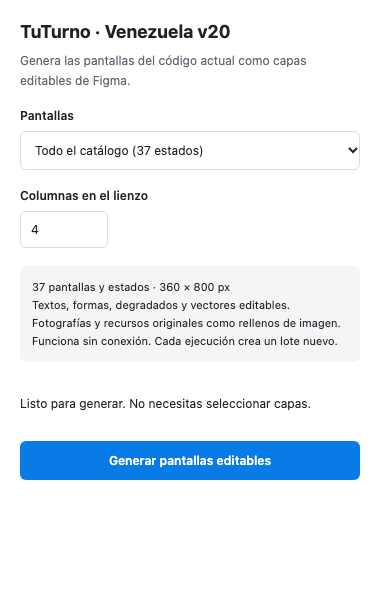 TuTurno · Venezuela v20
Genera las pantallas del código actual como capas
editables de Figma.
Pantallas
Todo el catálogo (37 estados)
Columnas en el lienzo
4
37 pantallas y estados · 360 × 800 px
Textos, formas, degradados y vectores editables.
Fotografías y recursos originales como rellenos de imagen.
Funciona sin conexión. Cada ejecución crea un lote nuevo.
Listo para generar. No necesitas seleccionar capas.
Generar pantallas editables